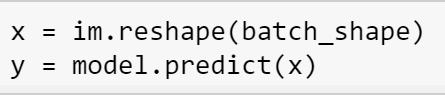 x = im.reshape(batch_shape)
y = model.predict(x)